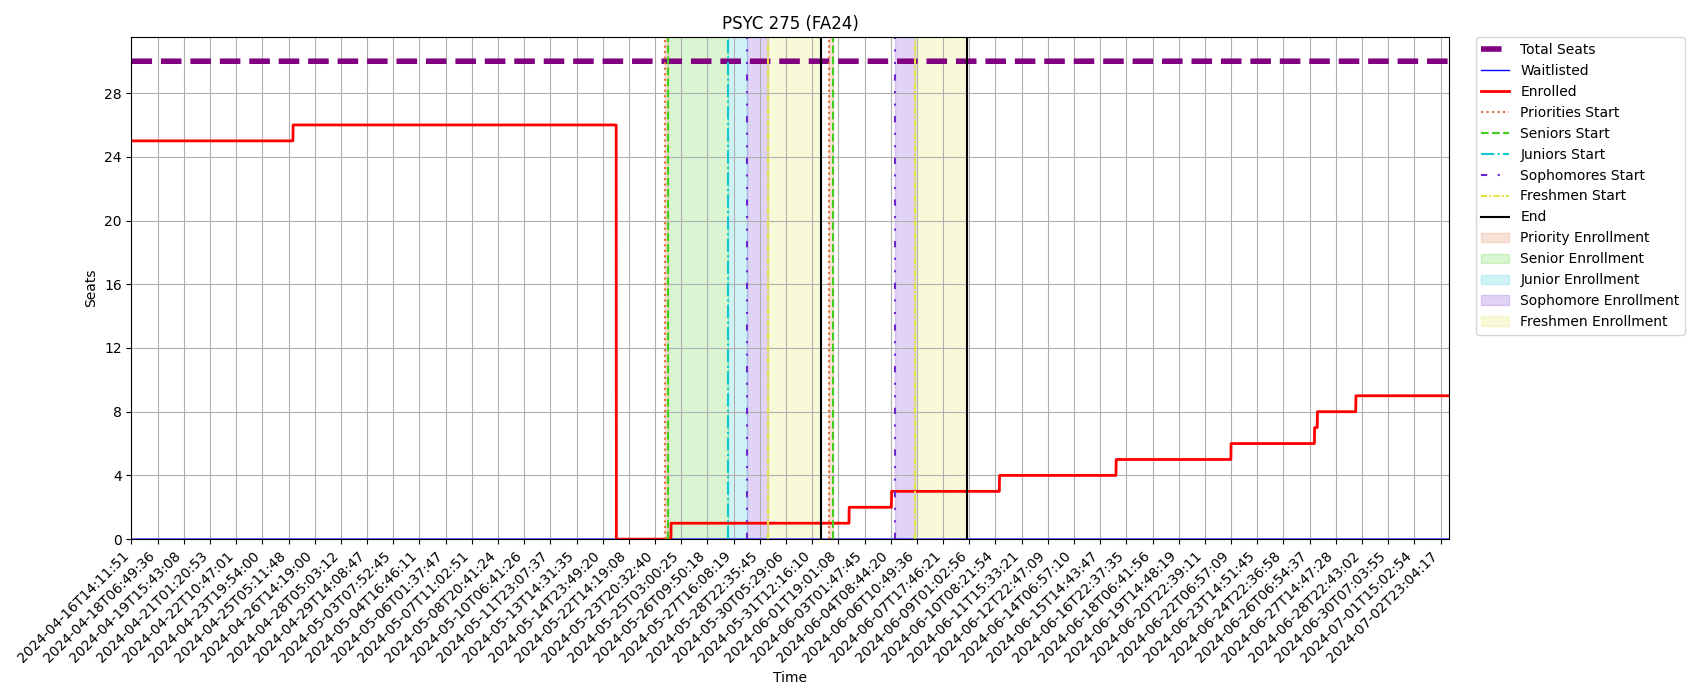 PSYC 275 (FA24)
Seats
28
24
20
16
12
8
4
0
2024-04-16T14:11:51
2024-04-18T06:49:36
2024-04-19T15:43:08
2024-04-21T01:20:53
2024-04-22T10:47:01
2024-04-23T19:54:00
2024-04-25T05:11:48
2024-04-26T14:19:00
2024-04-28T05:03:12
2024-04-29T14:08:47
2024-05-03T07:52:45
2024-05-04T16:46:11
2024-05-06T01:37:47
2024-05-07T11:02:51
2024-05-08T20:41:24
2024-05-10T06:41:26
2024-05-11T23:07:37
2024-05-13T14:31:35
2024-05-14T23:49:20
2024-05-22T14:19:08
2024-05-23T20:32:40
2024-05-25T03:00:25
2024-05-26T09:50:18
2024-05-27T16:08:19
2024-05-28T22:35:45
2024-05-30T05:29:06
2024-05-31T12:16:10
2024-06-01T19:01:08
2024-06-03T01:47:45
2024-06-04T08:44:20
2024-06-06T10:49:36
2024-06-07T17:46:21
2024-06-09T01:02:56
2024-06-10T08:21:54
2024-06-11T15:33:21
2024-06-12T22:47:09
2024-06-14T06:57:10
2024-06-15T14:43:47
2024-06-16T22:37:35
2024-06-18T06:41:56
2024-06-19T14:48:19
2024-06-20T22:39:11
2024-06-22T06:57:09
2024-06-23T14:51:45
2024-06-24T22:36:58
2024-06-26T06:54:37
2024-06-27T14:47:28
2024-06-28T22:43:02
2024-06-30T07:03:55
2024-07-01T15:02:54
2024-07-02T23:04:17
Time
Total Seats
Waitlisted
Enrolled
Priorities Start
Seniors Start
Juniors Start
Sophomores Start
Freshmen Start
End
Priority Enrollment
Senior Enrollment
Junior Enrollment
Sophomore Enrollment
Freshmen Enrollment